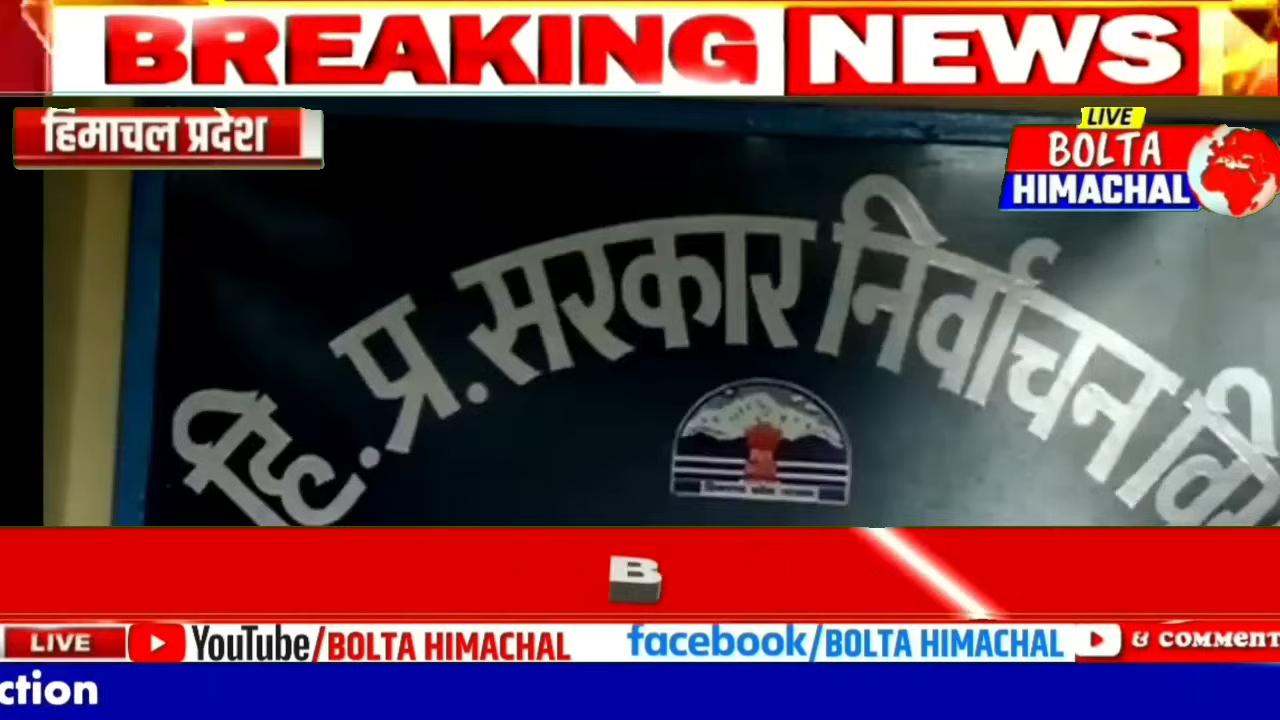 BREAKING NEWS
हिमाचल प्रदेश
LIVE
BOLTA
HIMACHAL
हि. प्र. सरकार निर्वाचन
B
LIVE YouTube/BOLTA HIMACHAL facebook/BOLTA HIMACHAL & COMMENT
ction